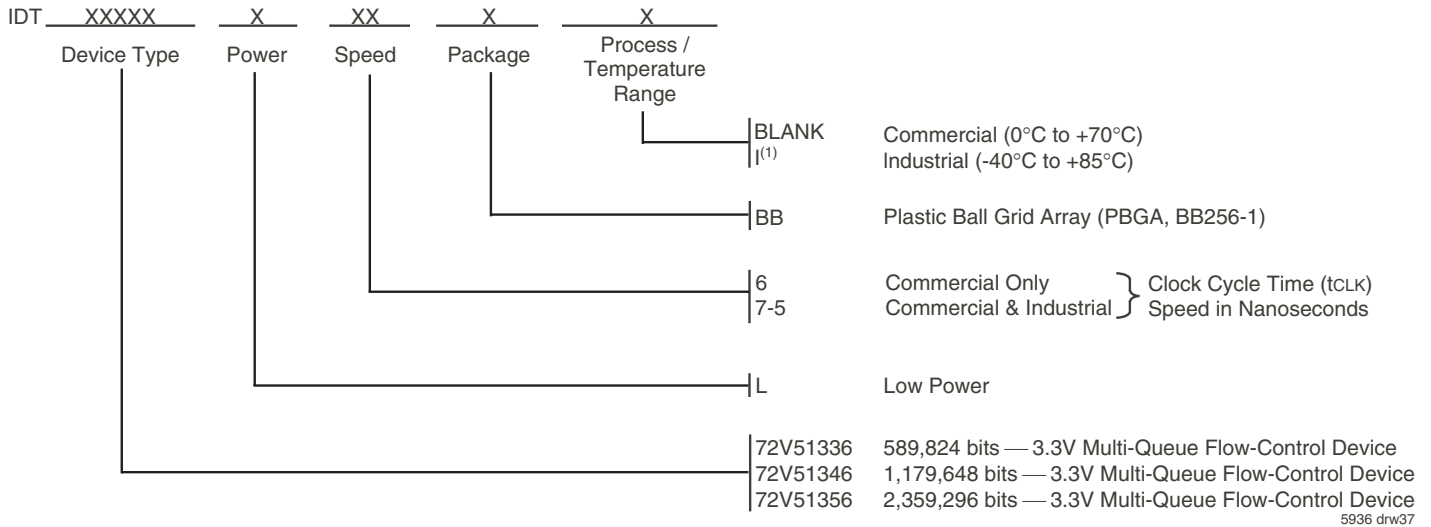 IDT XXXXX X XX X X
Device Type Power Speed Package Process / Temperature Range
BLANK Commercial (0°C to +70°C)
I(1) Industrial (-40°C to +85°C)
BB Plastic Ball Grid Array (PBGA, BB256-1)
6 Commercial Only Clock Cycle Time (tCLK)
7-5 Commercial & Industrial Speed in Nanoseconds
L Low Power
72V51336 589,824 bits — 3.3V Multi-Queue Flow-Control Device
72V51346 1,179,648 bits — 3.3V Multi-Queue Flow-Control Device
72V51356 2,359,296 bits — 3.3V Multi-Queue Flow-Control Device
5936 drw37